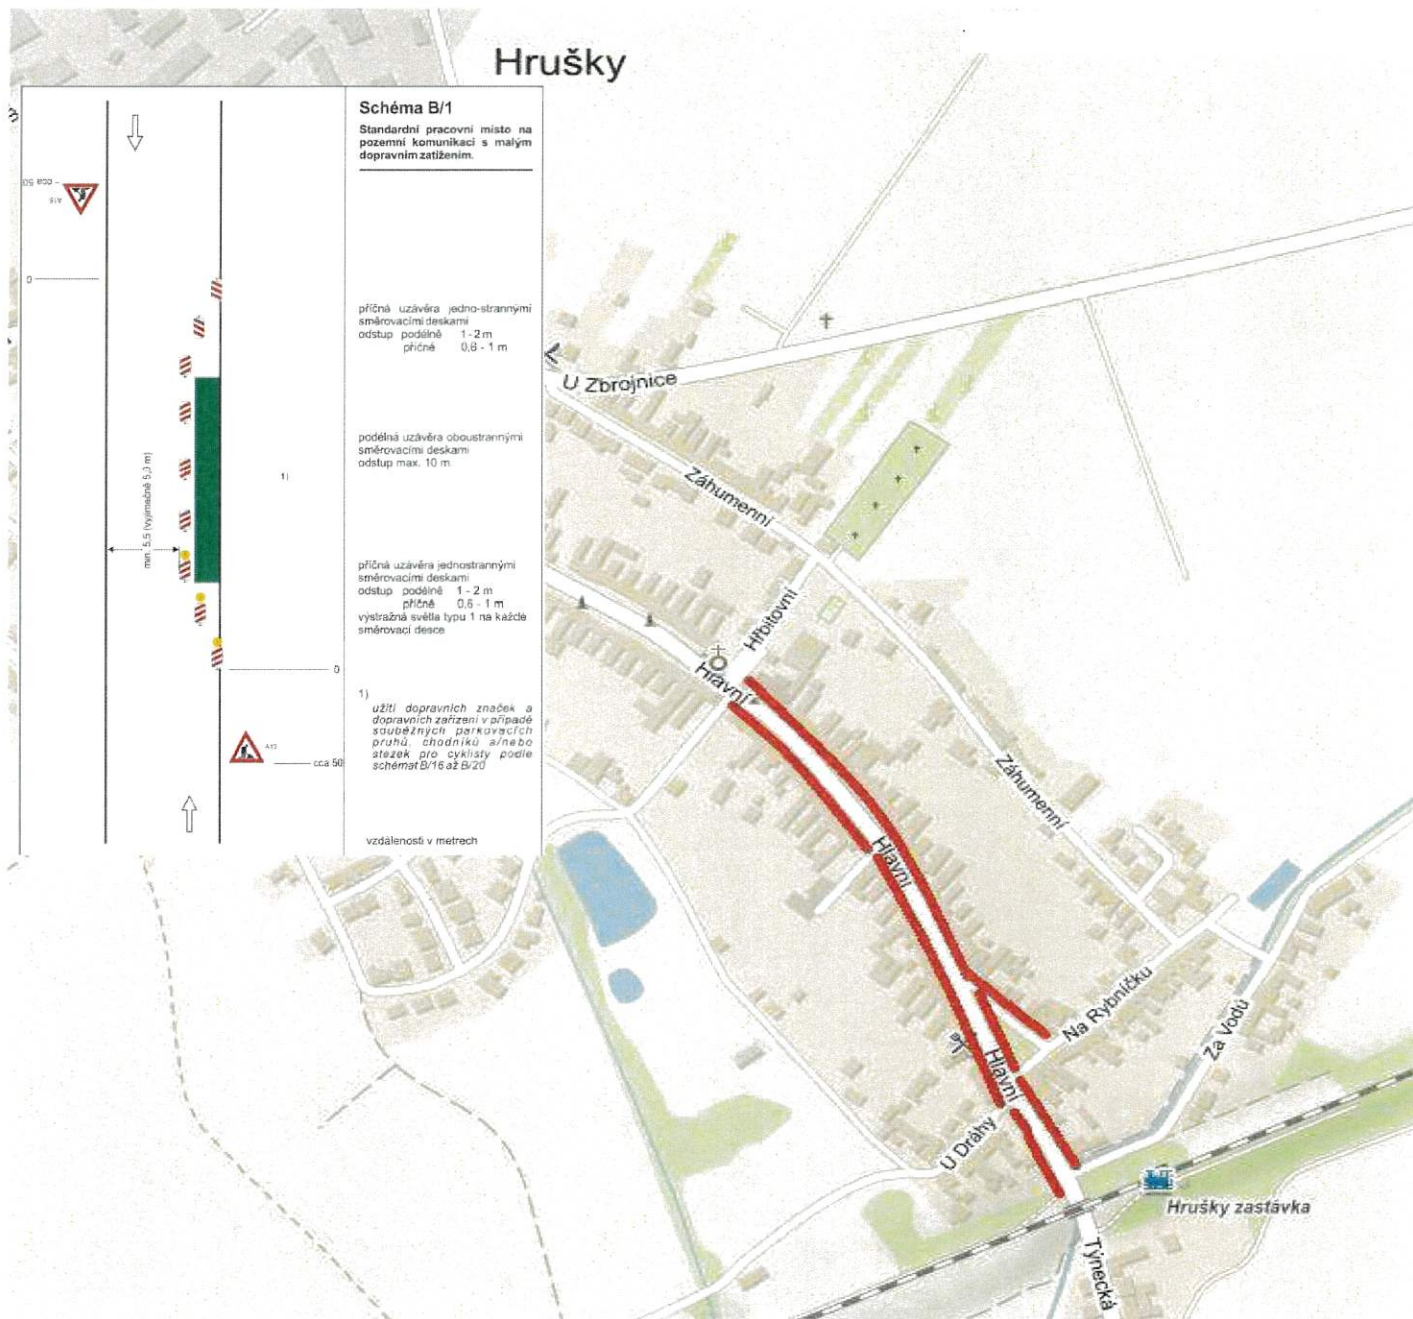 Hrušky
Schéma B/1
Standardní pracovní místo na
pozemní komunikaci s malým
dopravním zatížením.
cca 50
A15
0
příčná uzávěra jedno-strannými
směrovacími deskami
odstup podélně 1 - 2 m
příčně 0,6 - 1 m
podélná uzávěra oboustrannými
směrovacími deskami
odstup max. 10 m
min. 5,5 (vyjímečně 5,0 m)
1)
příčná uzávěra jednostrannými
směrovacími deskami
odstup podélně 1 - 2 m
příčně 0,6 - 1 m
výstražná světla typu 1 na každé
směrovací desce
0
1)
užití dopravních značek a
dopravních zařízení v případě
souběžných parkovacích
pruhů, chodníků a/nebo
stezek pro cyklisty podle
schémat B/16 až B/20
A15
cca 50
vzdálenosti v metrech
U Zbrojnice
Záhumenní
Hřbitovní
Hlavní
Záhumenní
Hlavní
Na Rybníčku
Za Vodú
Hlavní
U Dráhy
Hrušky zastávka
Týnecká